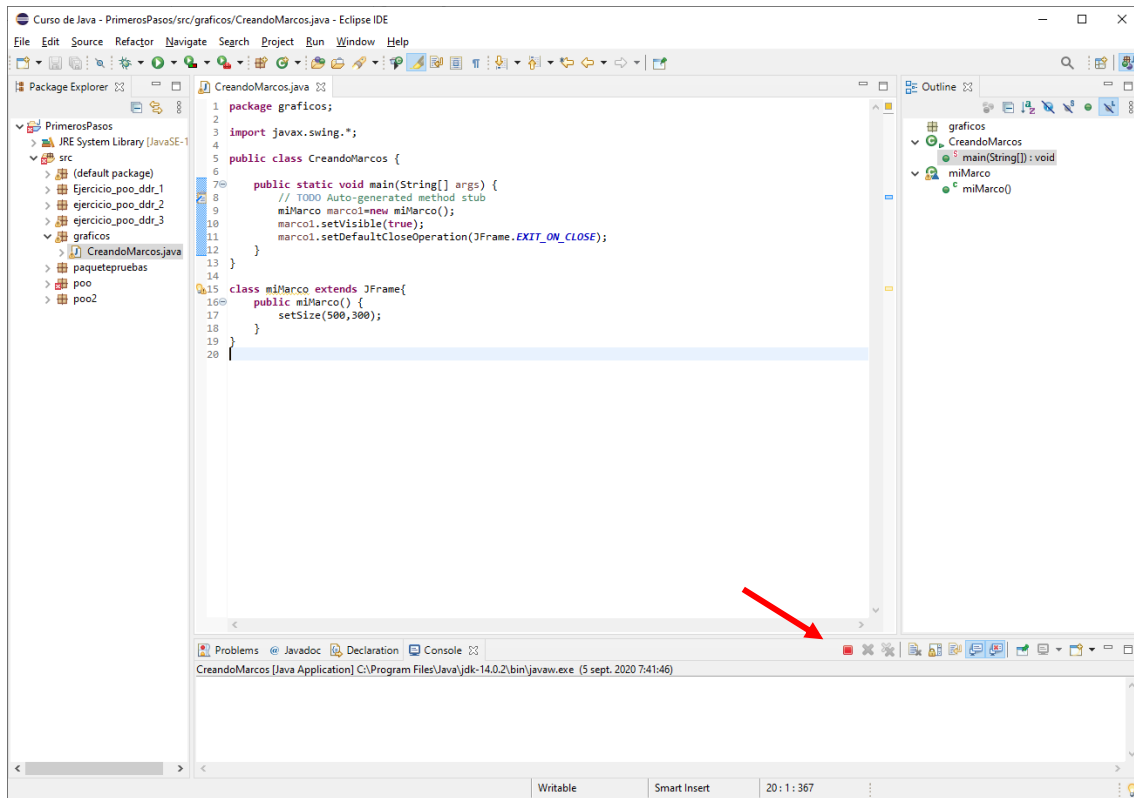 Curso de Java - PrimerosPasos/src/graficos/CreandoMarcos.java - Eclipse IDE
File Edit Source Refactor Navigate Search Project Run Window Help
Package Explorer
PrimerosPasos
JRE System Library [JavaSE-1
src
(default package)
Ejercicio_poo_ddr_1
ejercicio_poo_ddr_2
ejercicio_poo_ddr_3
graficos
CreandoMarcos.java
paquetepruebas
poo
poo2
CreandoMarcos.java
1 package graficos;
2
3 import javax.swing.*;
4
5 public class CreandoMarcos {
6
7 public static void main(String[] args) {
8 // TODO Auto-generated method stub
9 miMarco marco1=new miMarco();
10 marco1.setVisible(true);
11 marco1.setDefaultCloseOperation(JFrame.EXIT_ON_CLOSE);
12 }
13 }
14
15 class miMarco extends JFrame{
16 public miMarco() {
17 setSize(500,300);
18 }
19 }
20
Outline
graficos
CreandoMarcos
main(String[]) : void
miMarco
miMarco()
Problems @ Javadoc Declaration Console
CreandoMarcos [Java Application] C:\Program Files\Java\jdk-14.0.2\bin\javaw.exe (5 sept. 2020 7:41:46)
Writable Smart Insert 20 : 1 : 367